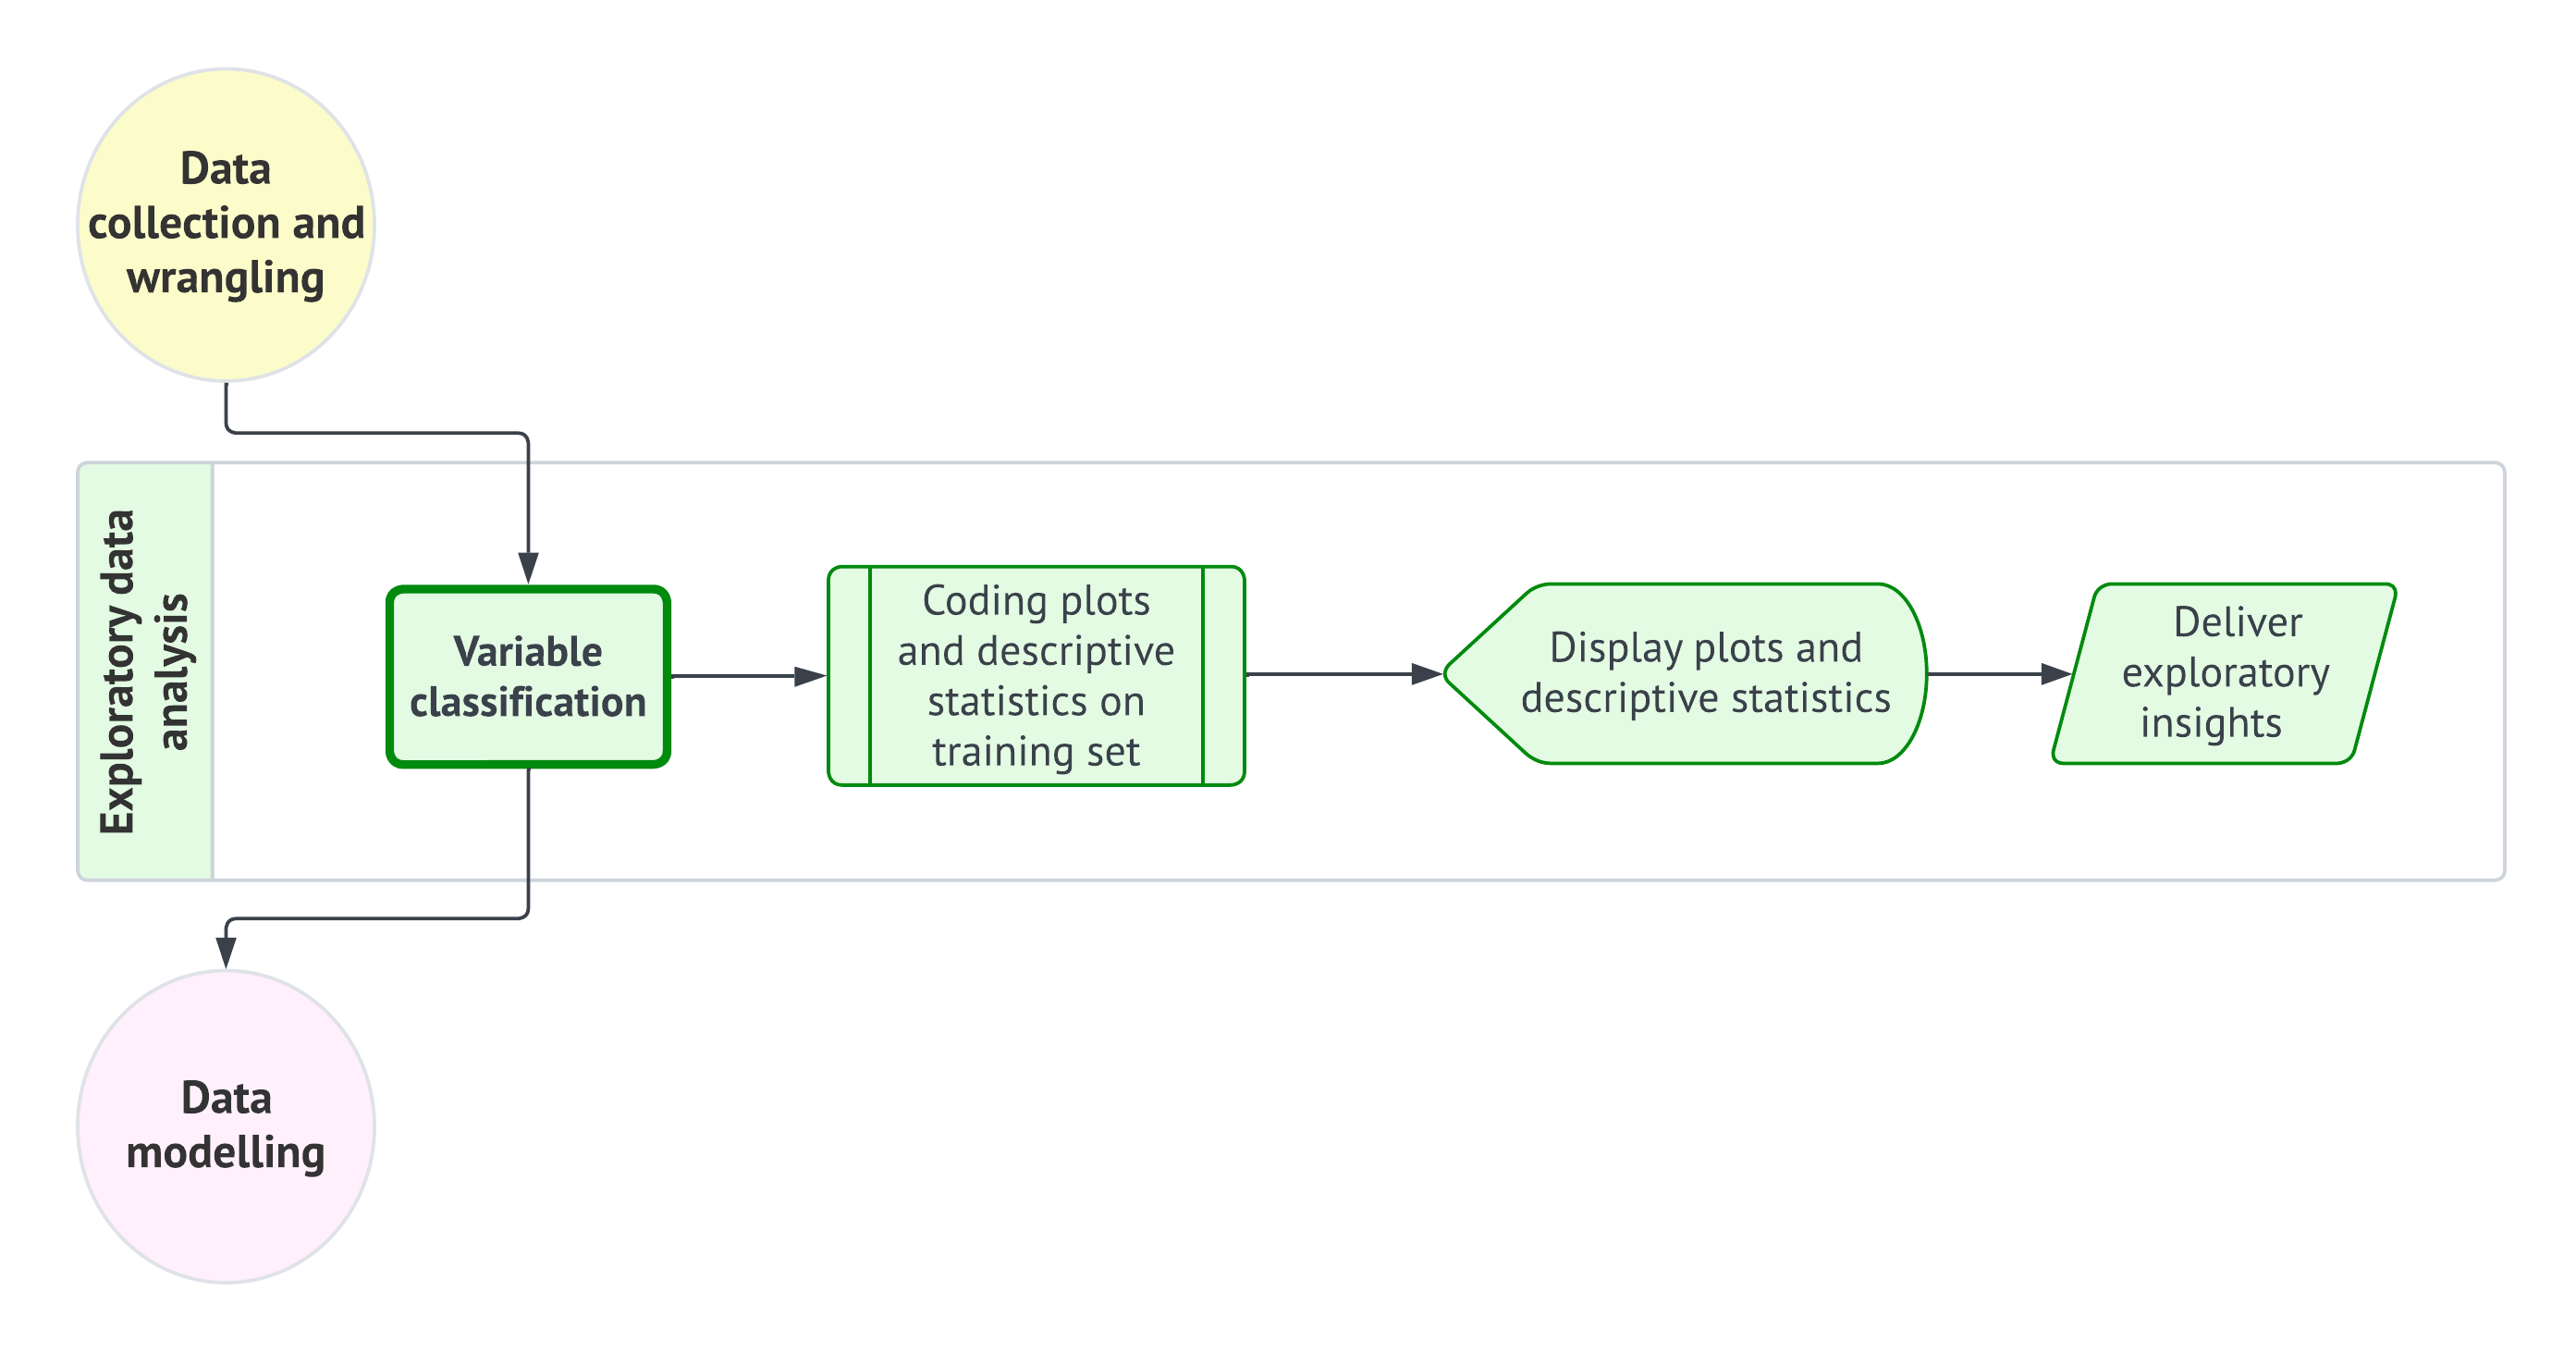 Data
collection and
wrangling
Exploratory data
analysis
Variable
classification
Coding plots
and descriptive
statistics on
training set
Display plots and
descriptive statistics
Deliver
exploratory
insights
Data
modelling